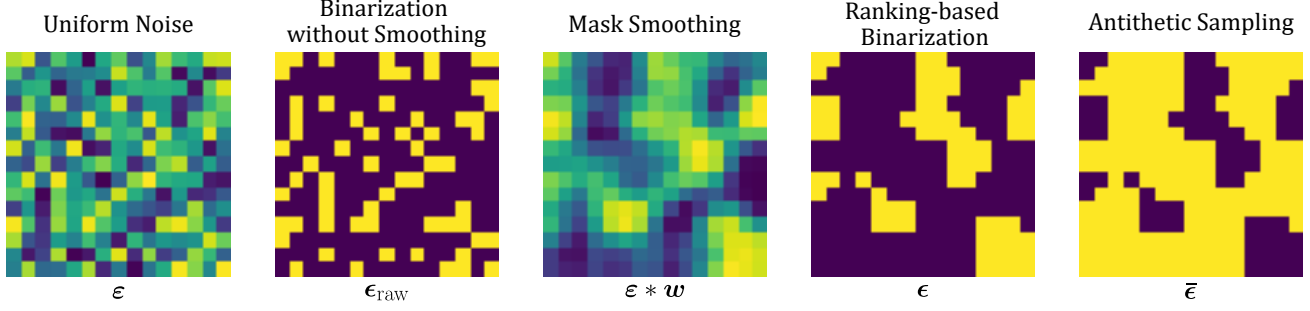 Uniform Noise
Binarization
without Smoothing
Mask Smoothing
Ranking-based
Binarization
Antithetic Sampling
ε
ϵraw
ε * w
ϵ
ϵ̄